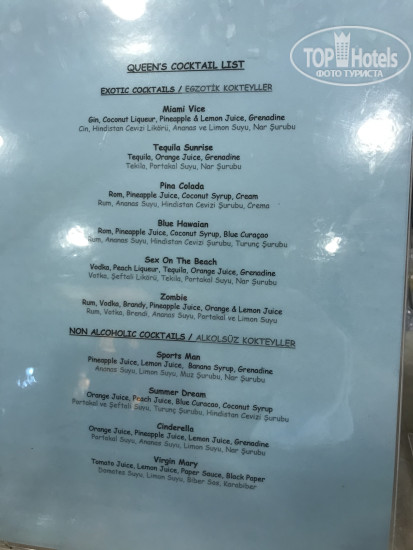 TOP Hotels
ФОТО ТУРИСТА
QUEEN'S COCKTAIL LIST
EXOTIC COCKTAILS / EGZOTİK KOKTEYLLER
Miami Vice
Gin, Coconut Liqueur, Pineapple & Lemon Juice, Grenadine
Cin, Hindistan Cevizi Likörü, Ananas ve Limon Suyu, Nar Şurubu
Tequila Sunrise
Tequila, Orange Juice, Grenadine
Tekila, Portakal Suyu, Nar Şurubu
Pina Colada
Rom, Pineapple Juice, Coconut Syrup, Cream
Rum, Ananas Suyu, Hindistan Cevizi Şurubu, Crema
Blue Hawaian
Rum, Pineapple Juice, Coconut Syrup, Blue Curaçao
Rum, Ananas Suyu, Hindistan Cevizi Şurubu, Turunç Şurubu
Sex On The Beach
Vodka, Peach Liqueur, Tequila, Orange Juice, Grenadine
Votka, Şeftali Likörü, Tekila, Portakal Suyu, Nar Şurubu
Zombie
Rum, Vodka, Brandy, Pineapple Juice, Orange & Lemon Juice
Rum, Votka, Brendi, Ananas Suyu, Portakal ve Limon Suyu
NON ALCOHOLIC COCKTAILS / ALKOLSÜZ KOKTEYLLER
Sports Man
Pineapple Juice, Lemon Juice, Banana Syrup, Grenadine
Ananas Suyu, Limon Suyu, Muz Şurubu, Nar Şurubu
Summer Dream
Orange Juice, Peach Juice, Blue Curacao, Coconut Syrup
Portakal ve Şeftali Suyu, Turunç Şurubu, Hindistan Cevizi Şurubu
Cinderella
Orange Juice, Pineapple Juice, Lemon Juice, Grenadine
Portakal Suyu, Ananas Suyu, Limon Suyu, Nar Şurubu
Virgin Mary
Tomato Juice, Lemon Juice, Paper Sauce, Black Paper
Domates Suyu, Limon Suyu, Biber Sos, Karabiber